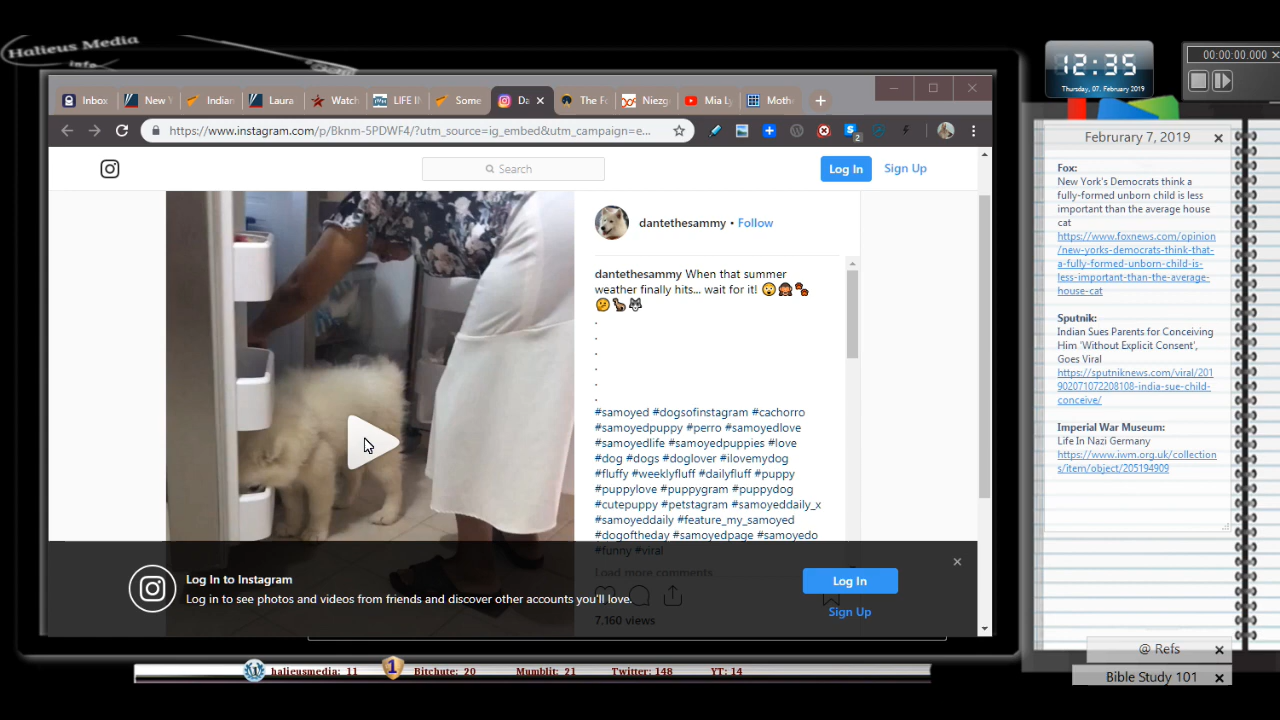 Halieus Media
info
12:35
Thursday, 07. February 2019
00:00:00.000
Inbox
New Y
Indian
Laura
Watch
LIFE I
Some
Da
The F
Niezg
Mia L
Moth
https://www.instagram.com/p/Bknm-5PDWF4/?utm_source=ig_embed&utm_campaign=e...
2
Search
Log In
Sign Up
dantethesammy • Follow
dantethesammy When that summer
weather finally hits... wait for it! 😲🙈🐾
🤔🐩🐺
.
.
.
.
.
.
#samoyed #dogsofinstagram #cachorro
#samoyedpuppy #perro #samoyedlove
#samoyedlife #samoyedpuppies #love
#dog #dogs #doglover #ilovemydog
#fluffy #weeklyfluff #dailyfluff #puppy
#puppylove #puppygram #puppydog
#cutepuppy #petstagram #samoyeddaily_x
#samoyeddaily #feature_my_samoyed
#dogoftheday #samoyedpage #samoyedo
#funny #viral
Load more comments
7,160 views
Log In to Instagram
Log in to see photos and videos from friends and discover other accounts you'll love.
Log In
Sign Up
Februrary 7, 2019
Fox:
New York's Democrats think a
fully-formed unborn child is less
important than the average house
cat
https://www.foxnews.com/opinion
/new-yorks-democrats-think-that-
a-fully-formed-unborn-child-is-
less-important-than-the-average-
house-cat
Sputnik:
Indian Sues Parents for Conceiving
Him 'Without Explicit Consent',
Goes Viral
https://sputniknews.com/viral/201
902071072208108-india-sue-child-
conceive/
Imperial War Museum:
Life In Nazi Germany
https://www.iwm.org.uk/collection
s/item/object/205194909
@ Refs
Bible Study 101
halieusmedia: 11
1
Bitchute: 20
Mumblit: 21
Twitter: 148
YT: 14